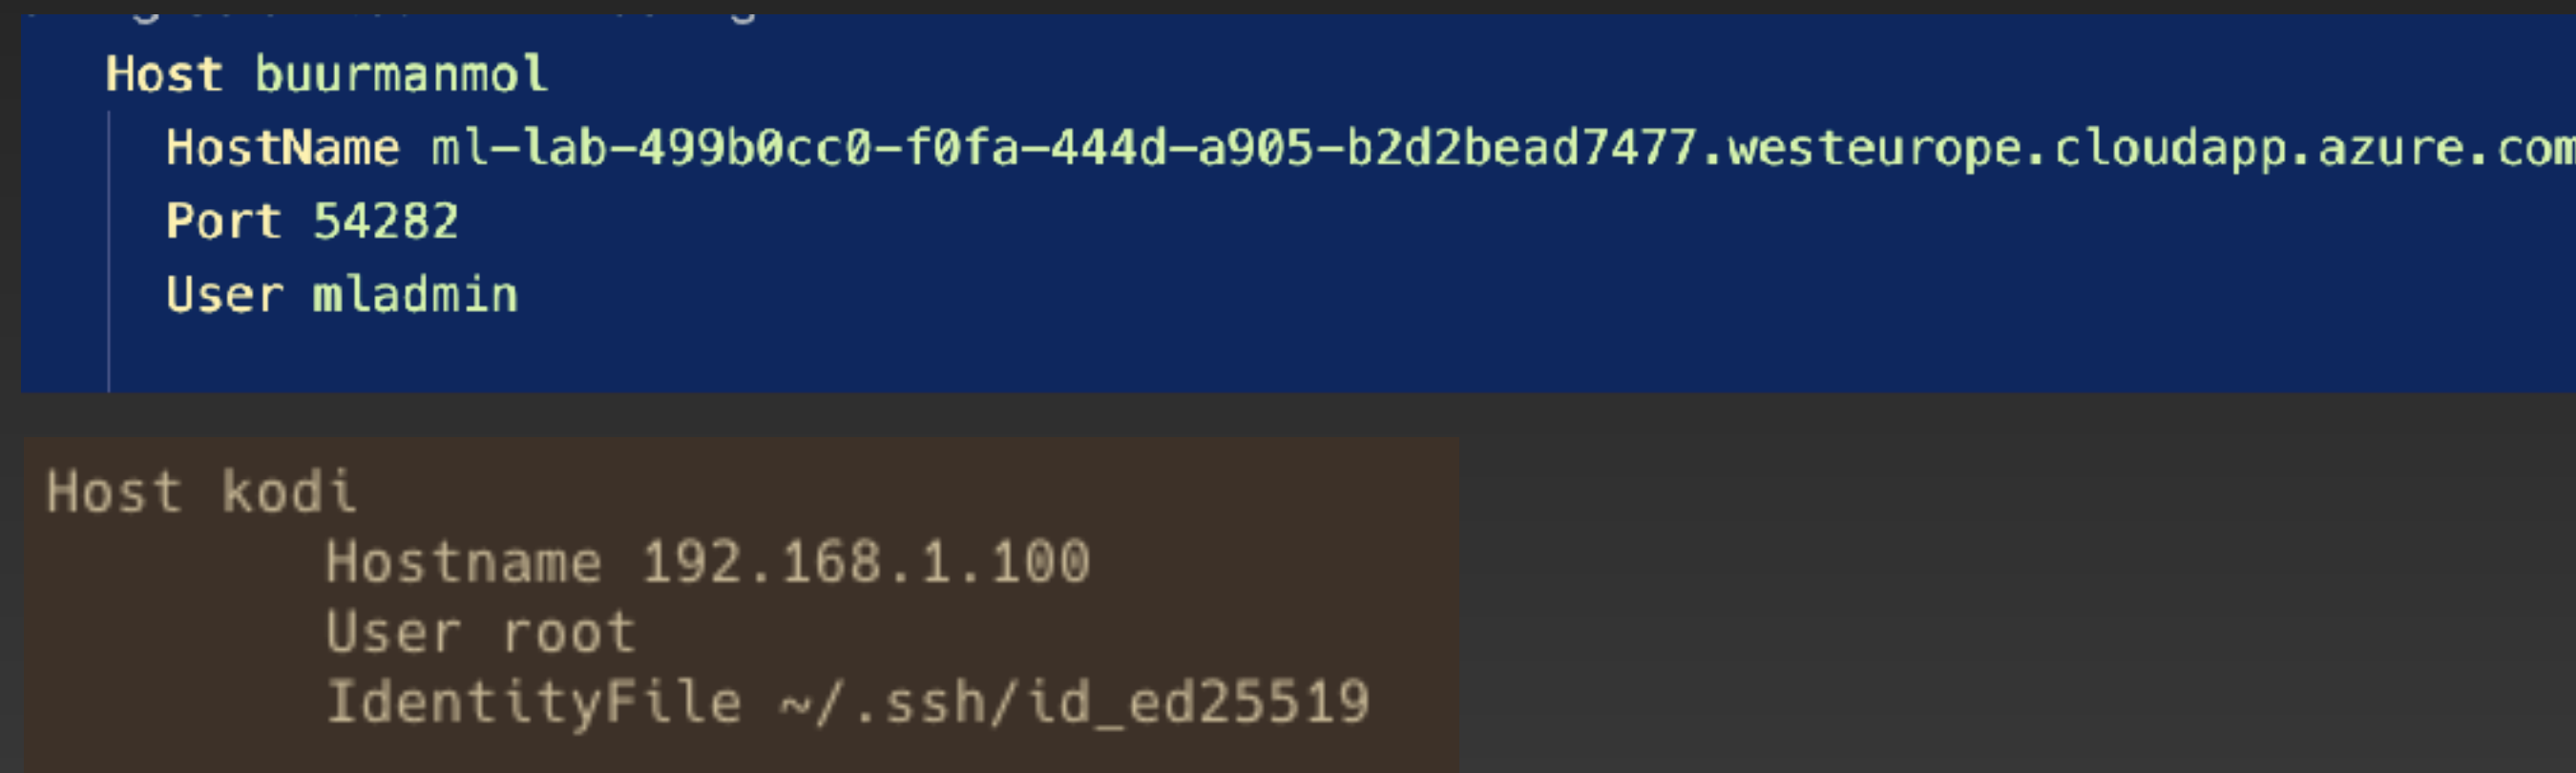 Host buurmanmol
HostName ml-lab-499b0cc0-f0fa-444d-a905-b2d2bead7477.westeurope.cloudapp.azure.com
Port 54282
User mladmin
Host kodi
Hostname 192.168.1.100
User root
IdentityFile ~/.ssh/id_ed25519